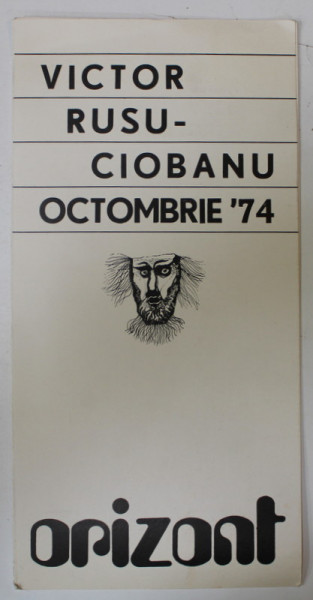 VICTOR
RUSU-
CIOBANU
OCTOMBRIE '74
orizont